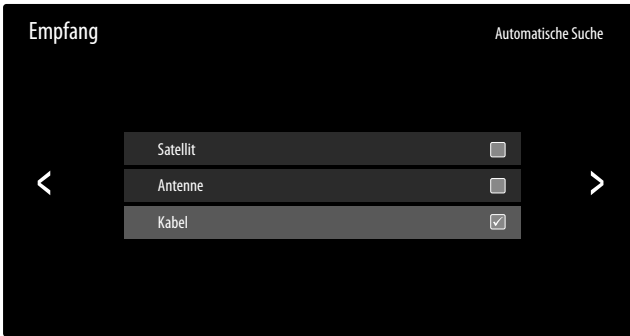 Empfang
Automatische Suche
Satellit
Antenne
Kabel